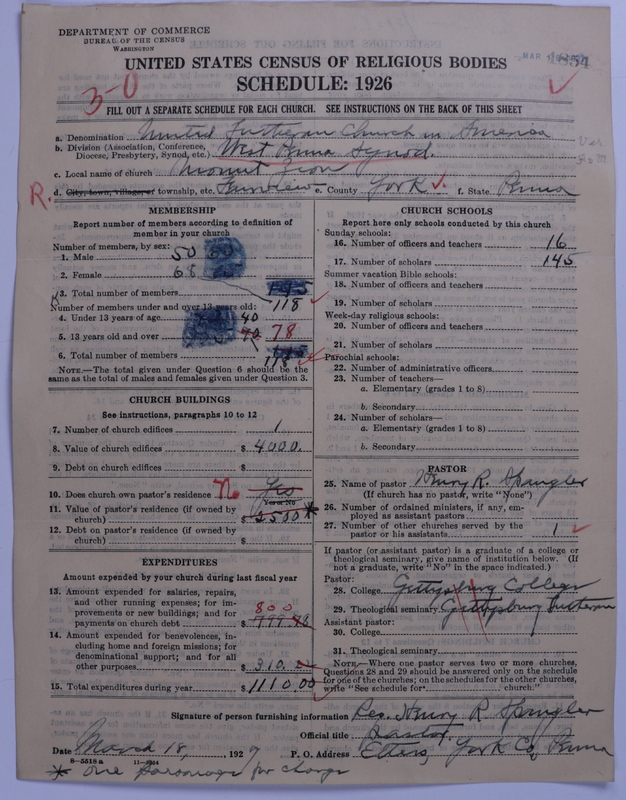 DEPARTMENT OF COMMERCE
BUREAU OF THE CENSUS
WASHINGTON
MAR
UNITED STATES CENSUS OF RELIGIOUS BODIES
SCHEDULE: 1926
3-0
FILL OUT A SEPARATE SCHEDULE FOR EACH CHURCH. SEE INSTRUCTIONS ON THE BACK OF THIS SHEET
a. Denomination United Lutheran Church in America
b. Division (Association, Conference, Diocese, Presbytery, Synod, etc.) West Penna Synod.
c. Local name of church Mount Zion
R.
d. City, town, village, or township, etc. Fairview e. County York f. State Penna
MEMBERSHIP
Report number of members according to definition of member in your church
Number of members, by sex:
1. Male 50
2. Female 68
3. Total number of members 118
Number of members under and over 13 years old:
4. Under 13 years of age 40
5. 13 years old and over 78
6. Total number of members 118
NOTE.—The total given under Question 6 should be the same as the total of males and females given under Question 3.
CHURCH BUILDINGS
See instructions, paragraphs 10 to 12
7. Number of church edifices 1
8. Value of church edifices $ 4000.
9. Debt on church edifices $
10. Does church own pastor's residence No Yes
Yes or No
11. Value of pastor's residence (if owned by church) $ 2500 *
12. Debt on pastor's residence (if owned by church) $
EXPENDITURES
Amount expended by your church during last fiscal year
13. Amount expended for salaries, repairs, and other running expenses; for improvements or new buildings; and for payments on church debt $ 800
14. Amount expended for benevolences, including home and foreign missions; for denominational support; and for all other purposes $ 310.
15. Total expenditures during year $ 1110.00
CHURCH SCHOOLS
Report here only schools conducted by this church
Sunday schools:
16. Number of officers and teachers 16
17. Number of scholars 145
Summer vacation Bible schools:
18. Number of officers and teachers
19. Number of scholars
Week-day religious schools:
20. Number of officers and teachers
21. Number of scholars
Parochial schools:
22. Number of administrative officers
23. Number of teachers—
a. Elementary (grades 1 to 8)
b. Secondary
24. Number of scholars—
a. Elementary (grades 1 to 8)
b. Secondary
PASTOR
25. Name of pastor Henry R. Spangler
(If church has no pastor, write "None")
26. Number of ordained ministers, if any, employed as assistant pastors
27. Number of other churches served by the pastor or his assistant 1
If pastor (or assistant pastor) is a graduate of a college or theological seminary, give name of institution below. (If not a graduate, write "No" in the space indicated.)
Pastor:
28. College Gettysburg College
29. Theological seminary Gettysburg Lutheran
Assistant pastor:
30. College
31. Theological seminary
NOTE.—Where one pastor serves two or more churches, Questions 28 and 29 should be answered only on the schedule for one of the churches; on the schedules for the other churches, write "See schedule for church."
Signature of person furnishing information Rev. Henry R. Spangler
Official title Pastor.
Date March 18, 1927 P. O. Address Etters, York Co, Penna
8-5518 a
* one parsonage for charge